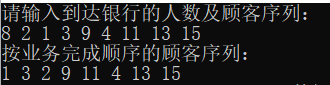 请输入到达银行的人数及顾客序列:
8 2 1 3 9 4 11 13 15
按业务完成顺序的顾客序列:
1 3 2 9 11 4 13 15